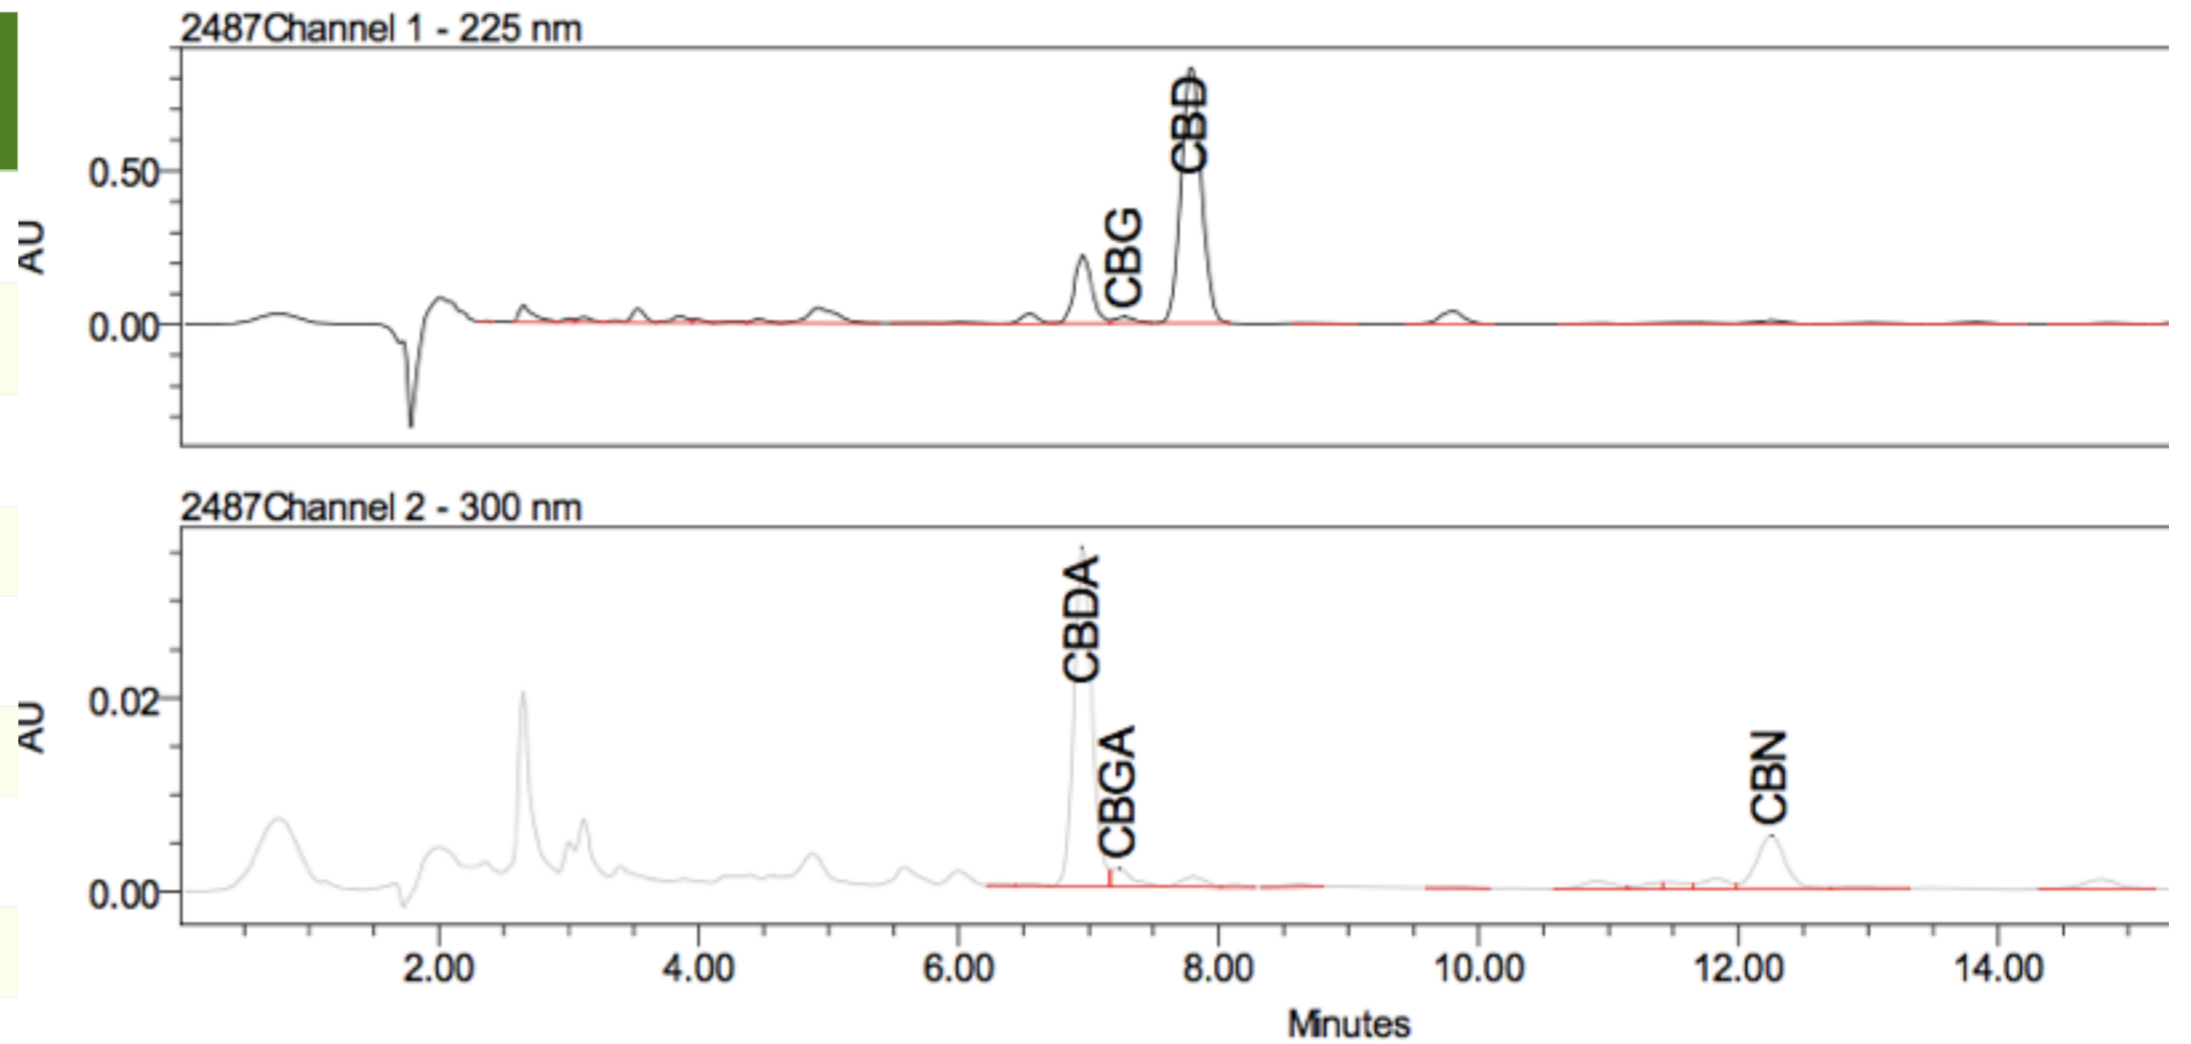 2487Channel 1 - 225 nm
CBD
0.50
CBG
AU
0.00
2487Channel 2 - 300 nm
CBDA
0.02
AU
CBGA
CBN
0.00
2.00 4.00 6.00 8.00 10.00 12.00 14.00
Minutes